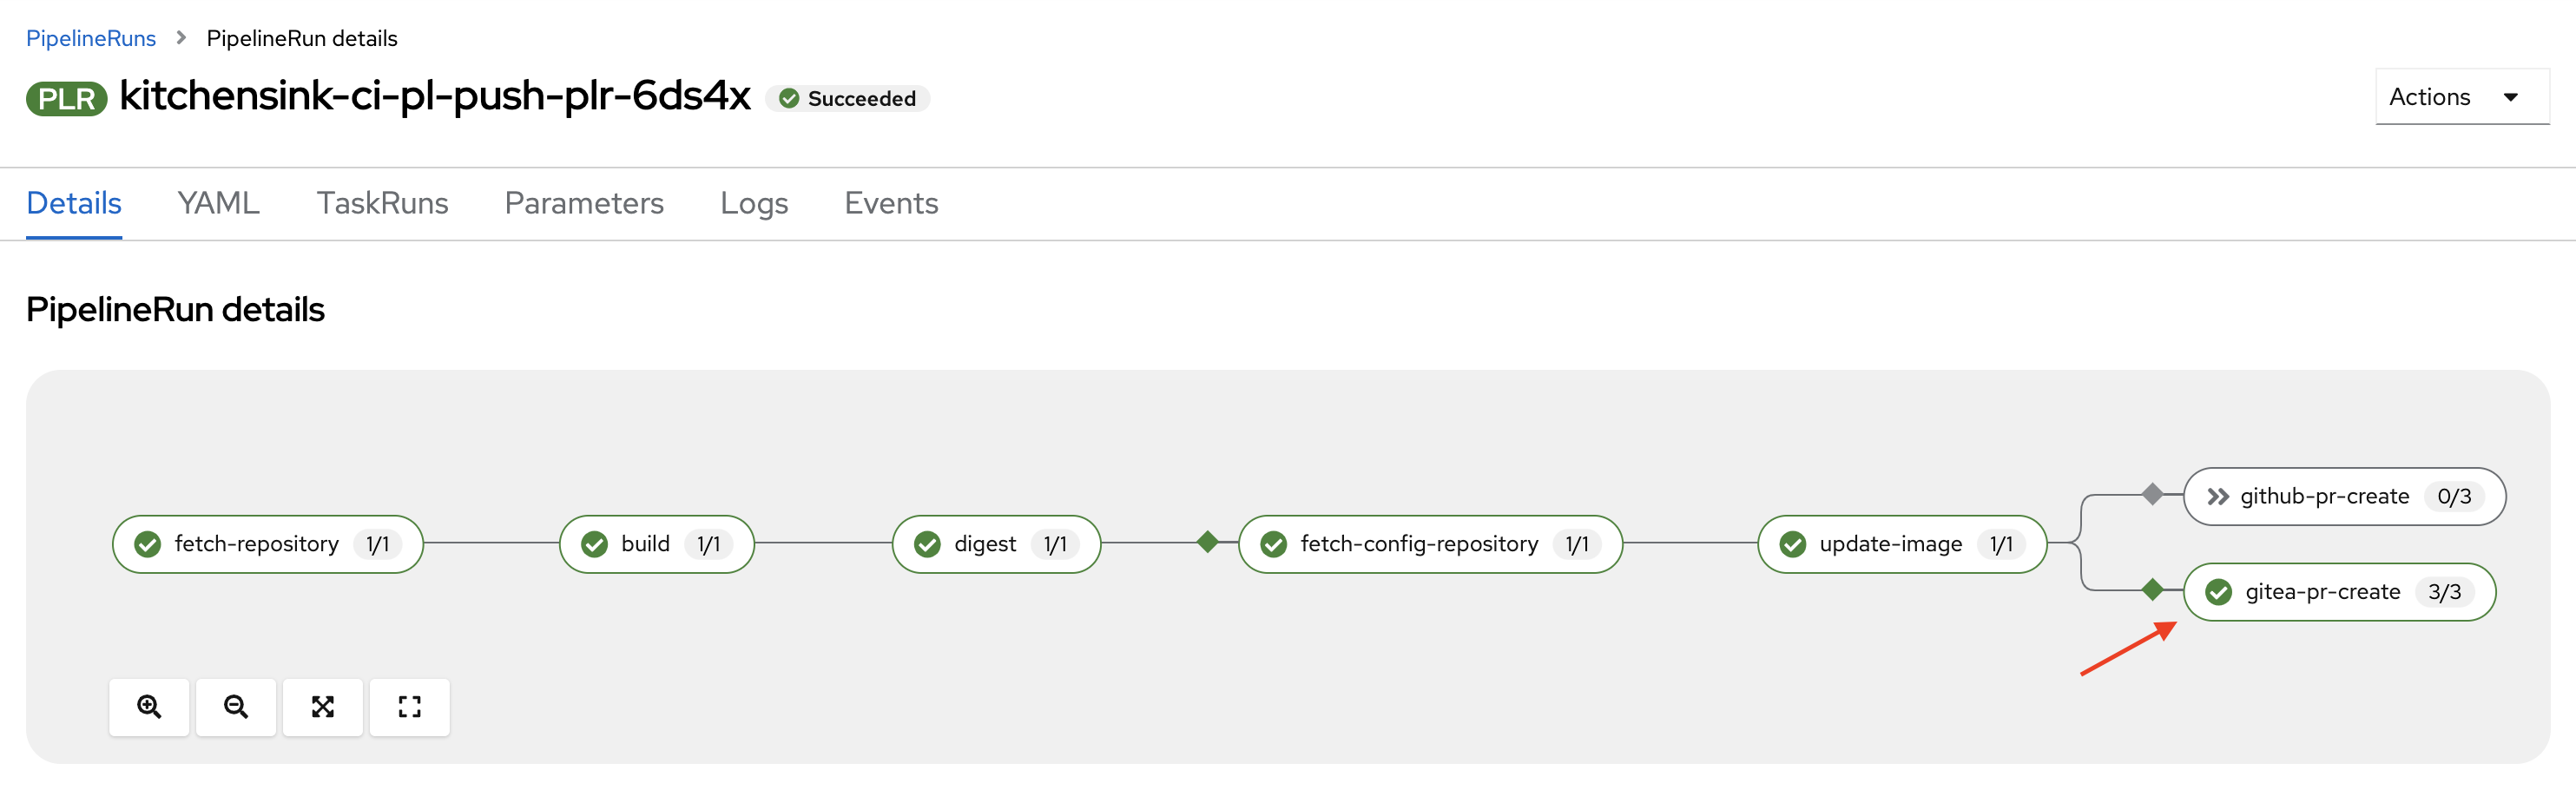 PipelineRuns > PipelineRun details
PLR kitchensink-ci-pl-push-plr-6ds4x Succeeded
Actions
Details YAML TaskRuns Parameters Logs Events
PipelineRun details
github-pr-create 0/3
fetch-repository 1/1 build 1/1 digest 1/1 fetch-config-repository 1/1 update-image 1/1
gitea-pr-create 3/3